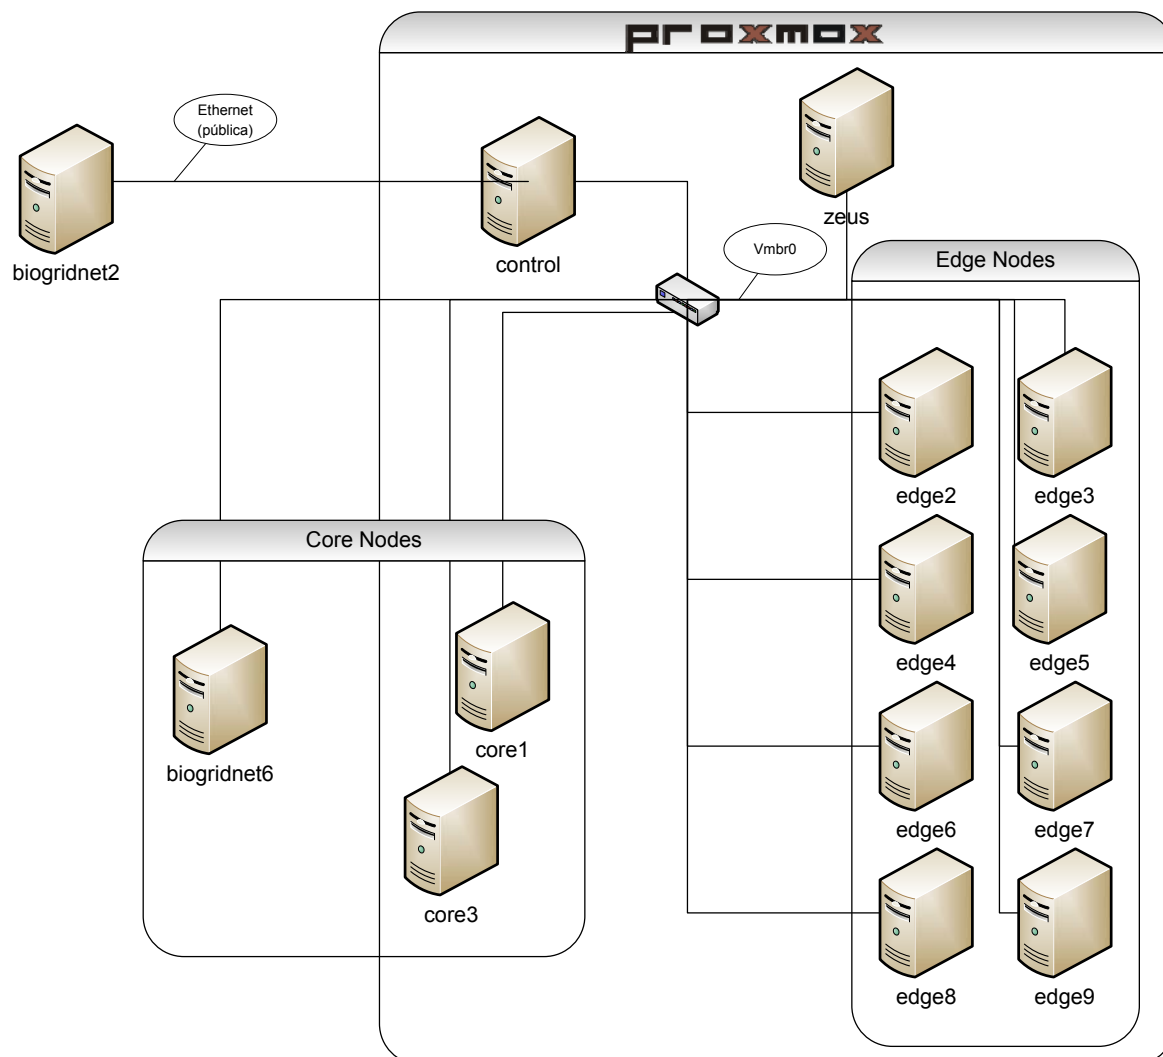 PROXMOX
Ethernet
(pública)
zeus
biogridnet2
control
Vmbr0
Edge Nodes
edge2
edge3
Core Nodes
edge4
edge5
biogridnet6
core1
edge6
edge7
core3
edge8
edge9